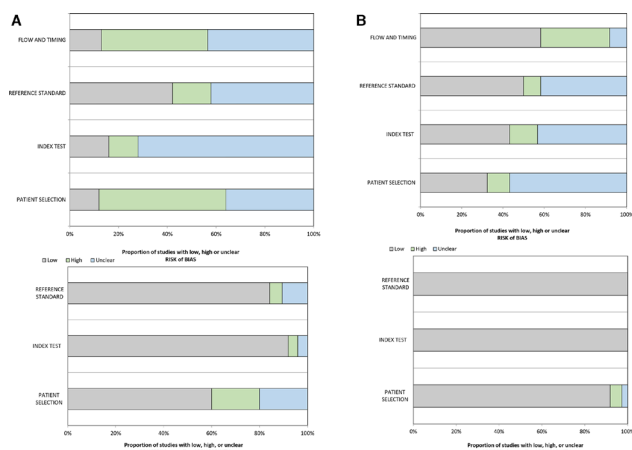 A
FLOW AND TIMING
REFERENCE STANDARD
INDEX TEST
PATIENT SELECTION
0% 20% 40% 60% 80% 100%
Proportion of studies with low, high or unclear
RISK of BIAS
Low High Unclear
REFERENCE
STANDARD
INDEX TEST
PATIENT
SELECTION
0% 20% 40% 60% 80% 100%
Proportion of studies with low, high, or unclear
B
FLOW AND TIMING
REFERENCE STANDARD
INDEX TEST
PATIENT SELECTION
0% 20% 40% 60% 80% 100%
Proportion of studies with low, high or unclear
RISK of BIAS
Low High Unclear
REFERENCE
STANDARD
INDEX TEST
PATIENT
SELECTION
0% 20% 40% 60% 80% 100%
Proportion of studies with low, high, or unclear